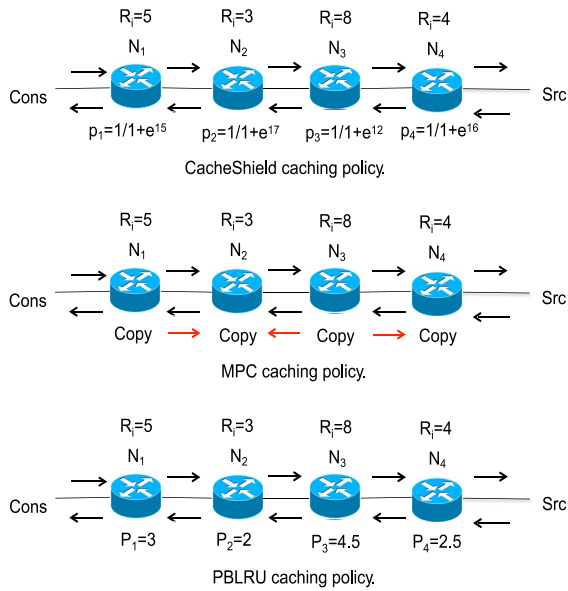 Rᵢ=5 Rᵢ=3 Rᵢ=8 Rᵢ=4
N₁ N₂ N₃ N₄
Cons Src
p₁=1/1+e¹⁵ p₂=1/1+e¹⁷ p₃=1/1+e¹² p₄=1/1+e¹⁶
CacheShield caching policy.
Rᵢ=5 Rᵢ=3 Rᵢ=8 Rᵢ=4
N₁ N₂ N₃ N₄
Cons Src
Copy Copy Copy Copy
MPC caching policy.
Rᵢ=5 Rᵢ=3 Rᵢ=8 Rᵢ=4
N₁ N₂ N₃ N₄
Cons Src
P₁=3 P₂=2 P₃=4.5 P₄=2.5
PBLRU caching policy.